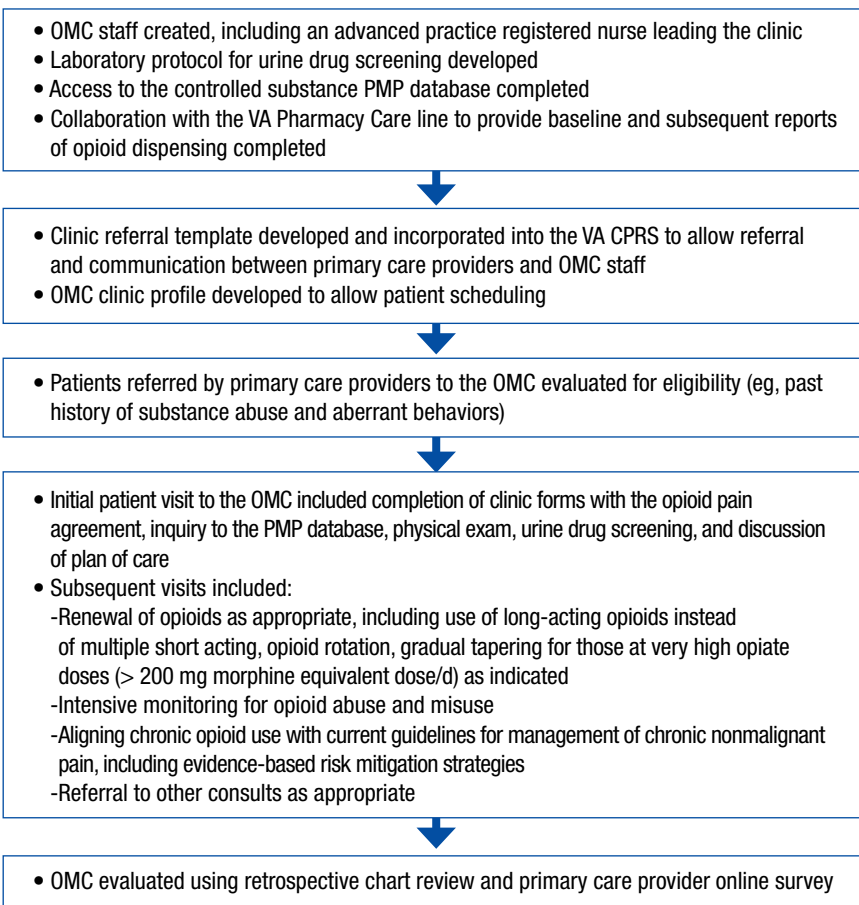 • OMC staff created, including an advanced practice registered nurse leading the clinic
• Laboratory protocol for urine drug screening developed
• Access to the controlled substance PMP database completed
• Collaboration with the VA Pharmacy Care line to provide baseline and subsequent reports
of opioid dispensing completed
• Clinic referral template developed and incorporated into the VA CPRS to allow referral
and communication between primary care providers and OMC staff
• OMC clinic profile developed to allow patient scheduling
• Patients referred by primary care providers to the OMC evaluated for eligibility (eg, past
history of substance abuse and aberrant behaviors)
• Initial patient visit to the OMC included completion of clinic forms with the opioid pain
agreement, inquiry to the PMP database, physical exam, urine drug screening, and discussion
of plan of care
• Subsequent visits included:
-Renewal of opioids as appropriate, including use of long-acting opioids instead
of multiple short acting, opioid rotation, gradual tapering for those at very high opiate
doses (> 200 mg morphine equivalent dose/d) as indicated
-Intensive monitoring for opioid abuse and misuse
-Aligning chronic opioid use with current guidelines for management of chronic nonmalignant
pain, including evidence-based risk mitigation strategies
-Referral to other consults as appropriate
• OMC evaluated using retrospective chart review and primary care provider online survey